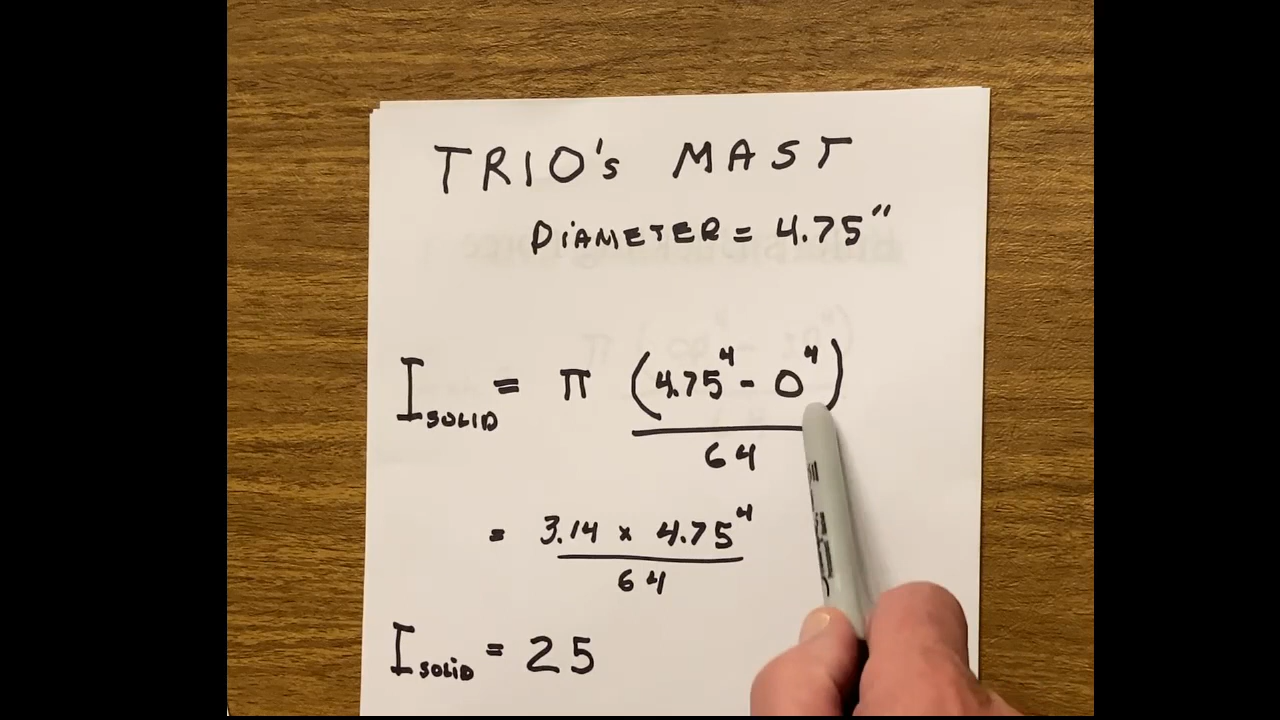 TRIO's MAST
DIAMETER = 4.75"
I SOLID = π (4.75⁴ - 0⁴)
64
= 3.14 x 4.75⁴
64
I SOLID = 25